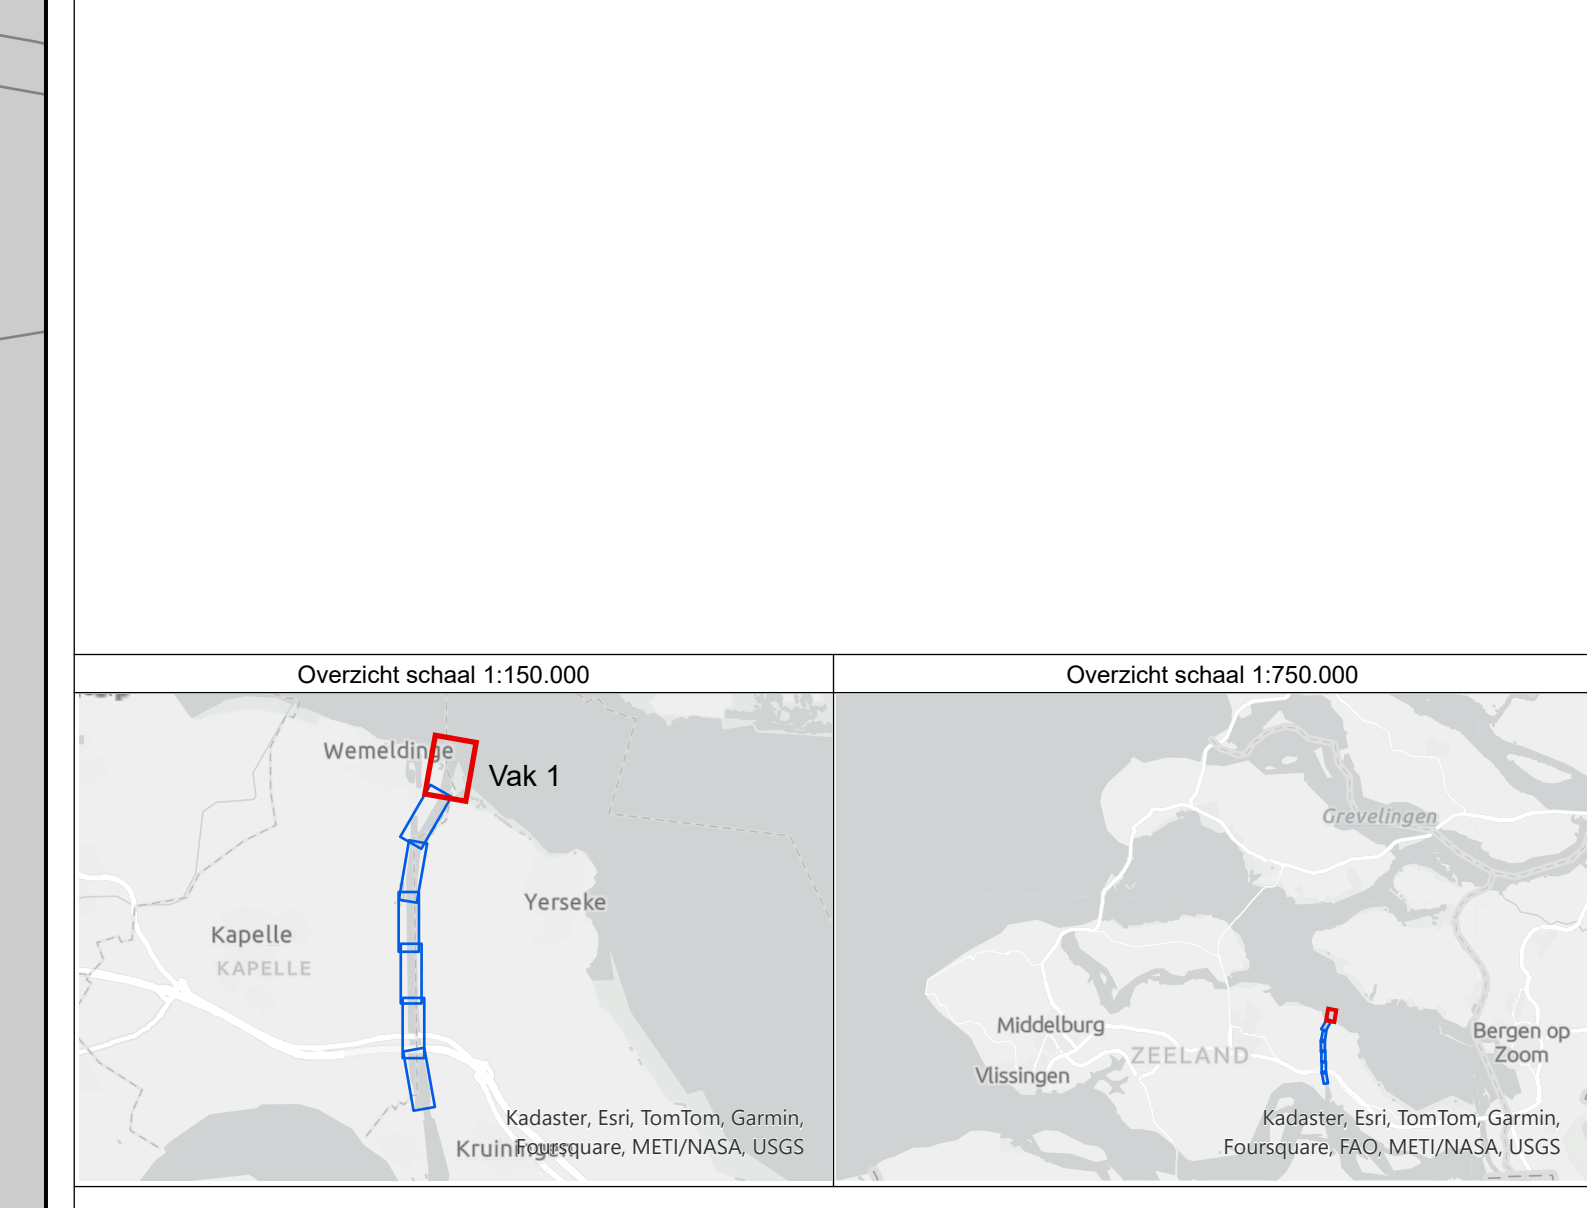 Overzicht schaal 1:150.000
Overzicht schaal 1:750.000
Wemeldinge
Vak 1
Yerseke
Kapelle
KAPELLE
Kadaster, Esri, TomTom, Garmin,
Foursquare, METI/NASA, USGS
Kruiningen
Grevelingen
Middelburg
ZEELAND
Vlissingen
Bergen op
Zoom
Kadaster, Esri, TomTom, Garmin,
Foursquare, FAO, METI/NASA, USGS